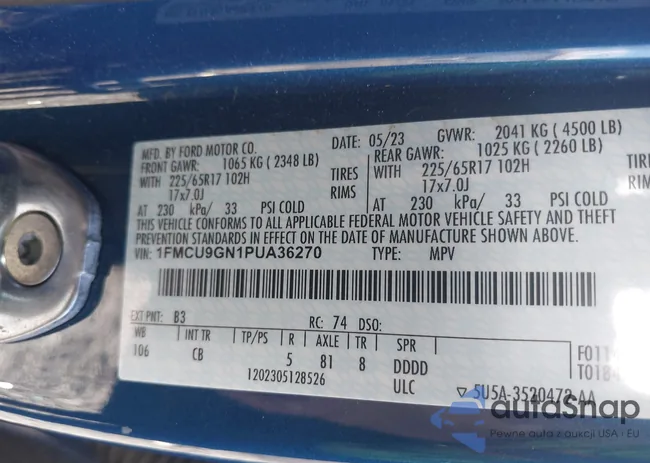 MFD. BY FORD MOTOR CO.
DATE: 05/23 GVWR: 2041 KG ( 4500 LB)
FRONT GAWR: 1065 KG ( 2348 LB) REAR GAWR: 1025 KG ( 2260 LB)
WITH 225/65R17 102H TIRES WITH 225/65R17 102H TIRES
17x7.0J RIMS 17x7.0J RIMS
AT 230 kPa/ 33 PSI COLD AT 230 kPa/ 33 PSI COLD
THIS VEHICLE CONFORMS TO ALL APPLICABLE FEDERAL MOTOR VEHICLE SAFETY AND THEFT
PREVENTION STANDARDS IN EFFECT ON THE DATE OF MANUFACTURE SHOWN ABOVE.
VIN: 1FMCU9GN1PUA36270 TYPE: MPV
EXT PNT: B3 RC: 74 DSO:
WB INT TR TP/PS R AXLE TR SPR
106 CB 5 81 8 DDDD
1202305128526 ULC
5U5A-3520472-AA
autoSnap
Pewne auta z aukcji USA i EU